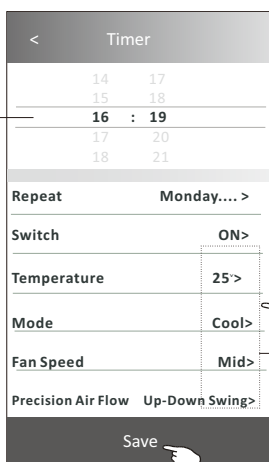 < Timer
14 17
15 18
16 : 19
17 20
18 21
Repeat Monday.... >
Switch ON>
Temperature 25˅>
Mode Cool>
Fan Speed Mid>
Precision Air Flow Up-Down Swing>
Save